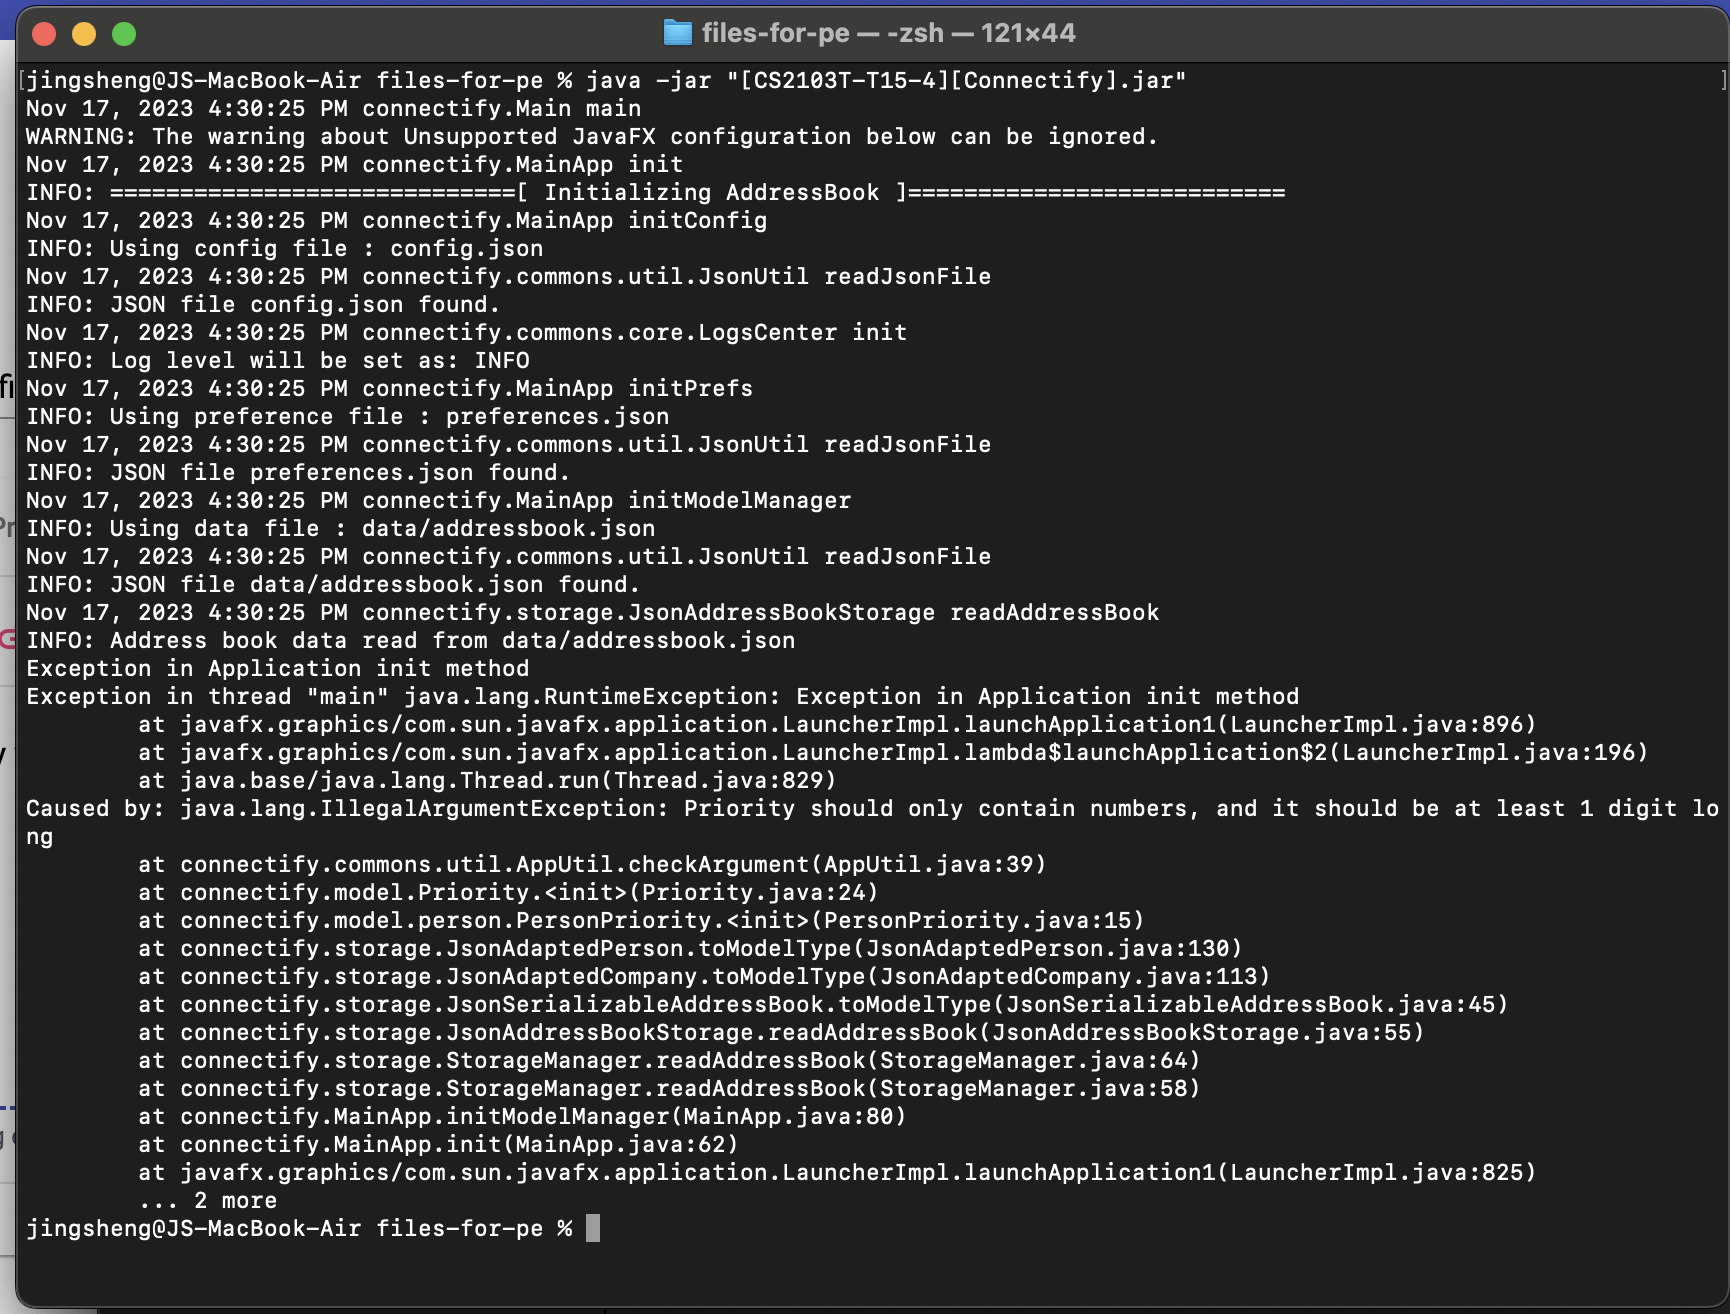 files-for-pe — -zsh — 121×44
jingsheng@JS-MacBook-Air files-for-pe % java -jar "[CS2103T-T15-4][Connectify].jar"
Nov 17, 2023 4:30:25 PM connectify.Main main
WARNING: The warning about Unsupported JavaFX configuration below can be ignored.
Nov 17, 2023 4:30:25 PM connectify.MainApp init
INFO: =============================[ Initializing AddressBook ]===========================
Nov 17, 2023 4:30:25 PM connectify.MainApp initConfig
INFO: Using config file : config.json
Nov 17, 2023 4:30:25 PM connectify.commons.util.JsonUtil readJsonFile
INFO: JSON file config.json found.
Nov 17, 2023 4:30:25 PM connectify.commons.core.LogsCenter init
INFO: Log level will be set as: INFO
Nov 17, 2023 4:30:25 PM connectify.MainApp initPrefs
INFO: Using preference file : preferences.json
Nov 17, 2023 4:30:25 PM connectify.commons.util.JsonUtil readJsonFile
INFO: JSON file preferences.json found.
Nov 17, 2023 4:30:25 PM connectify.MainApp initModelManager
INFO: Using data file : data/addressbook.json
Nov 17, 2023 4:30:25 PM connectify.commons.util.JsonUtil readJsonFile
INFO: JSON file data/addressbook.json found.
Nov 17, 2023 4:30:25 PM connectify.storage.JsonAddressBookStorage readAddressBook
INFO: Address book data read from data/addressbook.json
Exception in Application init method
Exception in thread "main" java.lang.RuntimeException: Exception in Application init method
        at javafx.graphics/com.sun.javafx.application.LauncherImpl.launchApplication1(LauncherImpl.java:896)
        at javafx.graphics/com.sun.javafx.application.LauncherImpl.lambda$launchApplication$2(LauncherImpl.java:196)
        at java.base/java.lang.Thread.run(Thread.java:829)
Caused by: java.lang.IllegalArgumentException: Priority should only contain numbers, and it should be at least 1 digit lo
ng
        at connectify.commons.util.AppUtil.checkArgument(AppUtil.java:39)
        at connectify.model.Priority.<init>(Priority.java:24)
        at connectify.model.person.PersonPriority.<init>(PersonPriority.java:15)
        at connectify.storage.JsonAdaptedPerson.toModelType(JsonAdaptedPerson.java:130)
        at connectify.storage.JsonAdaptedCompany.toModelType(JsonAdaptedCompany.java:113)
        at connectify.storage.JsonSerializableAddressBook.toModelType(JsonSerializableAddressBook.java:45)
        at connectify.storage.JsonAddressBookStorage.readAddressBook(JsonAddressBookStorage.java:55)
        at connectify.storage.StorageManager.readAddressBook(StorageManager.java:64)
        at connectify.storage.StorageManager.readAddressBook(StorageManager.java:58)
        at connectify.MainApp.initModelManager(MainApp.java:80)
        at connectify.MainApp.init(MainApp.java:62)
        at javafx.graphics/com.sun.javafx.application.LauncherImpl.launchApplication1(LauncherImpl.java:825)
        ... 2 more
jingsheng@JS-MacBook-Air files-for-pe %